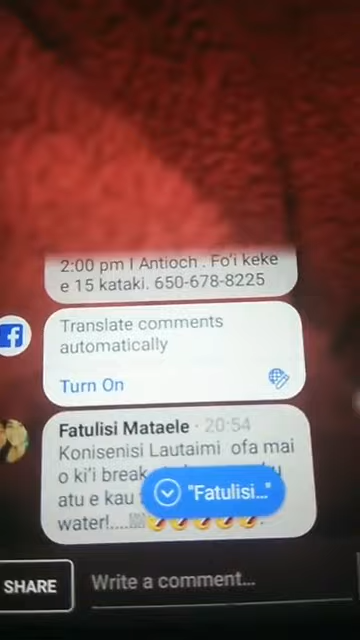 2:00 pm I Antioch . Fo'i keke
e 15 kataki. 650-678-8225
Translate comments
automatically
Turn On
Fatulisi Mataele · 20:54
Konisenisi Lautaimi ofa mai
o ki'i break
atu e kau
"Fatulisi..."
water!....
SHARE
Write a comment...